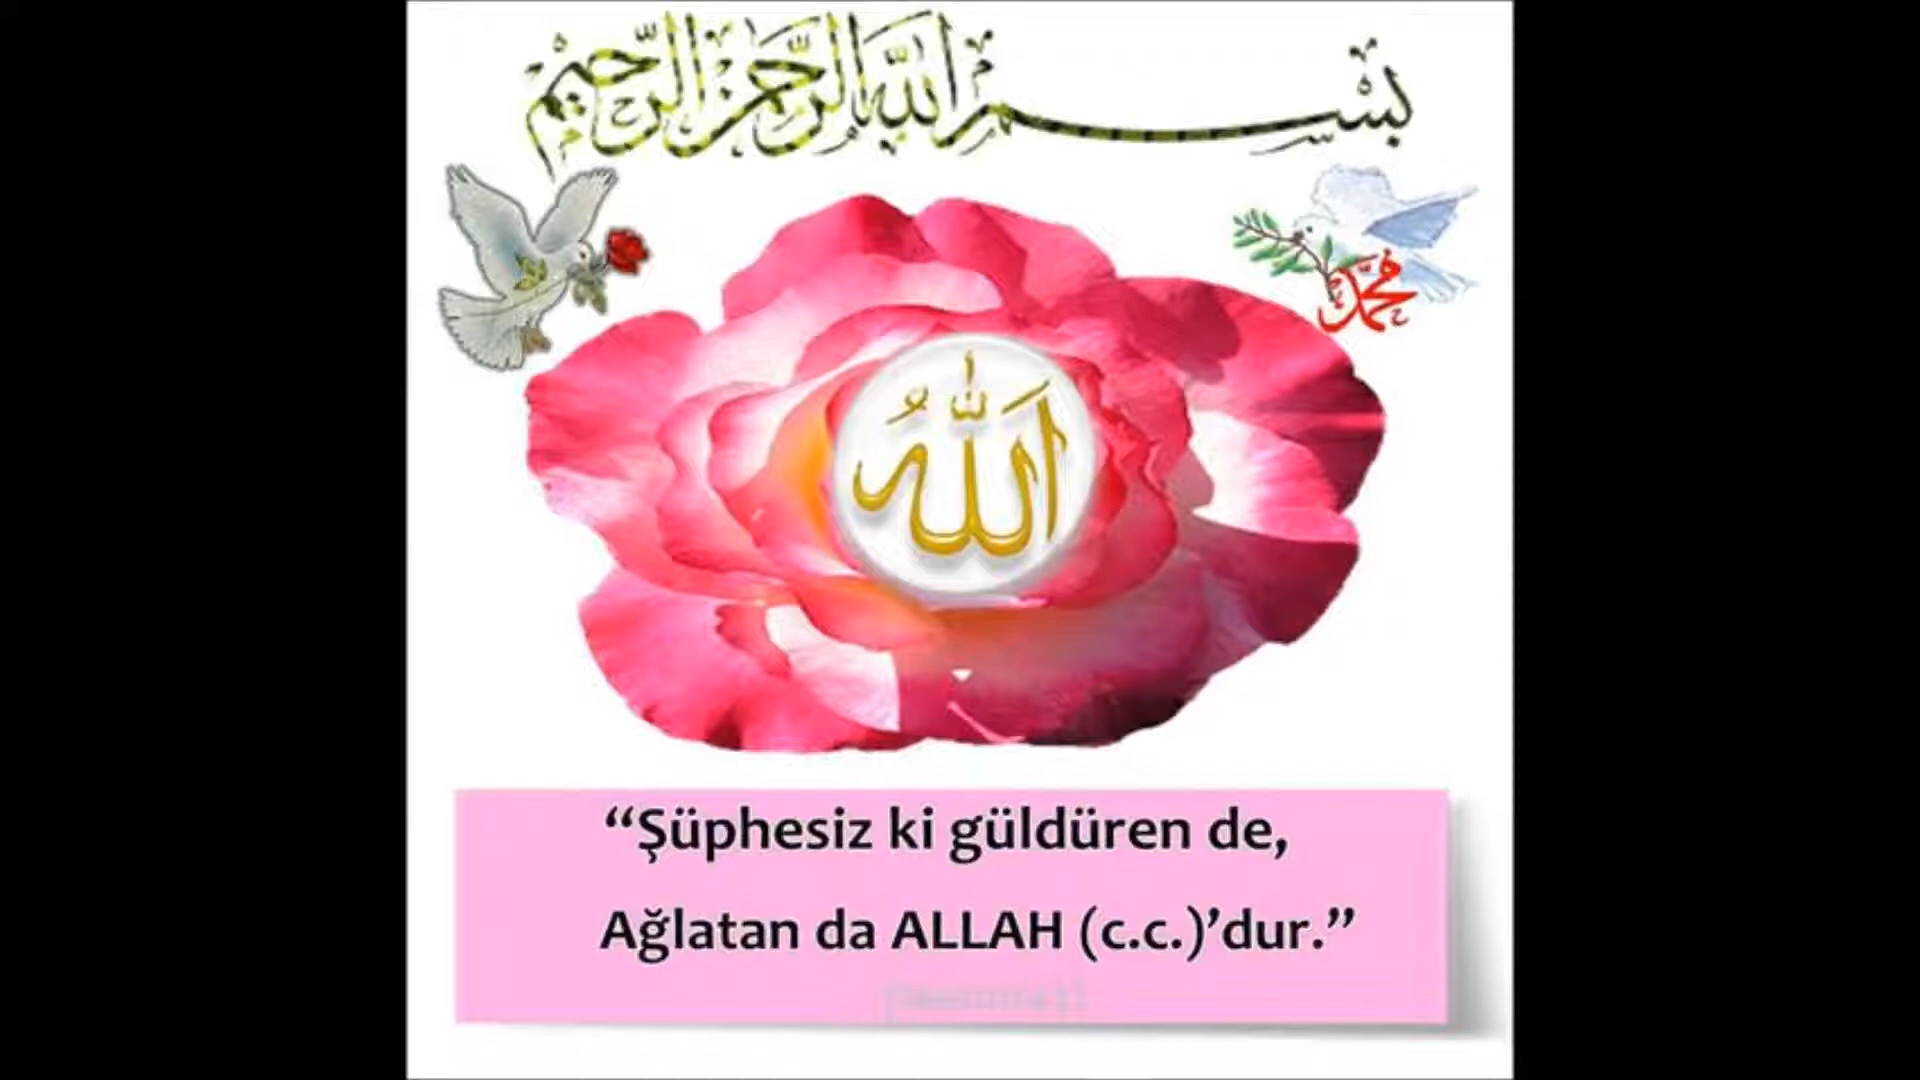 بسم الله الرحمن الرحيم
محمد
الله
“Şüphesiz ki güldüren de,
Ağlatan da ALLAH (c.c.)’dur.”